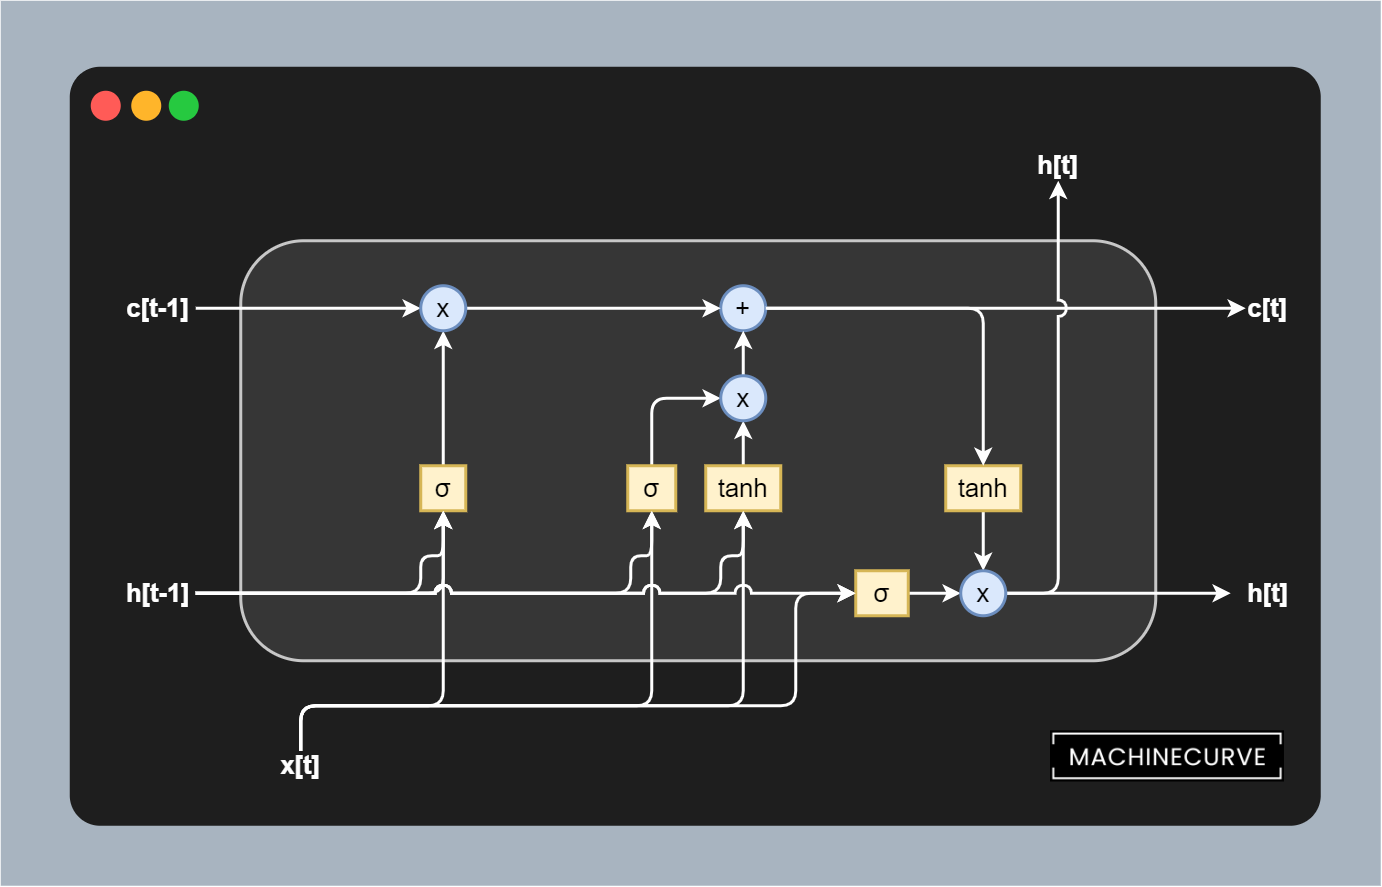 h[t]
c[t-1]
x
+
c[t]
x
σ
σ
tanh
tanh
h[t-1]
σ
x
h[t]
x[t]
MACHINECURVE